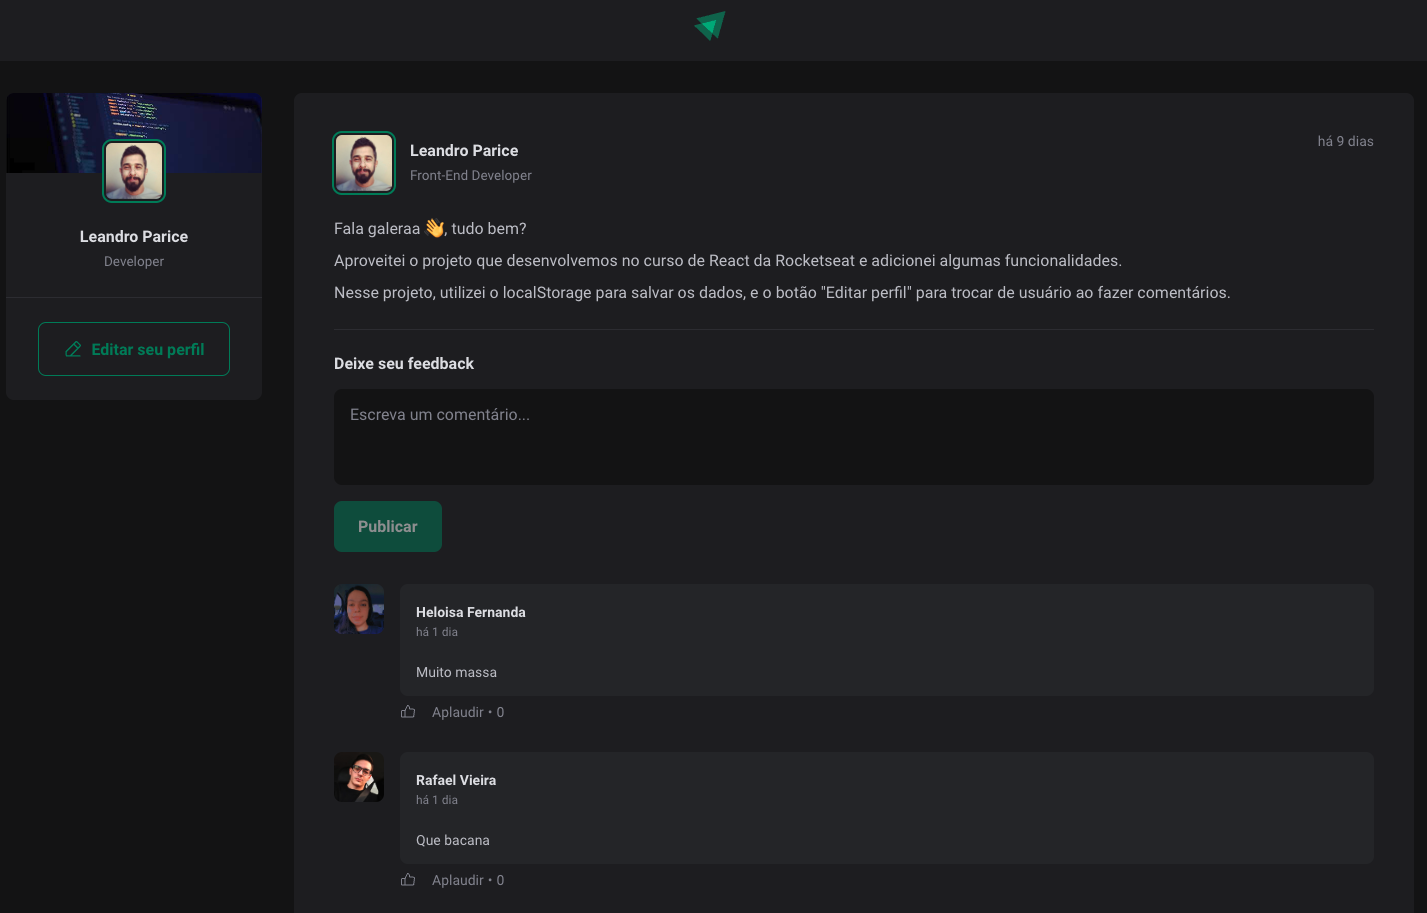 Leandro Parice
Developer
Editar seu perfil
Leandro Parice
Front-End Developer
há 9 dias
Fala galeraa 👋, tudo bem?
Aproveitei o projeto que desenvolvemos no curso de React da Rocketseat e adicionei algumas funcionalidades.
Nesse projeto, utilizei o localStorage para salvar os dados, e o botão "Editar perfil" para trocar de usuário ao fazer comentários.
Deixe seu feedback
Escreva um comentário...
Publicar
Heloisa Fernanda
há 1 dia
Muito massa
Aplaudir • 0
Rafael Vieira
há 1 dia
Que bacana
Aplaudir • 0